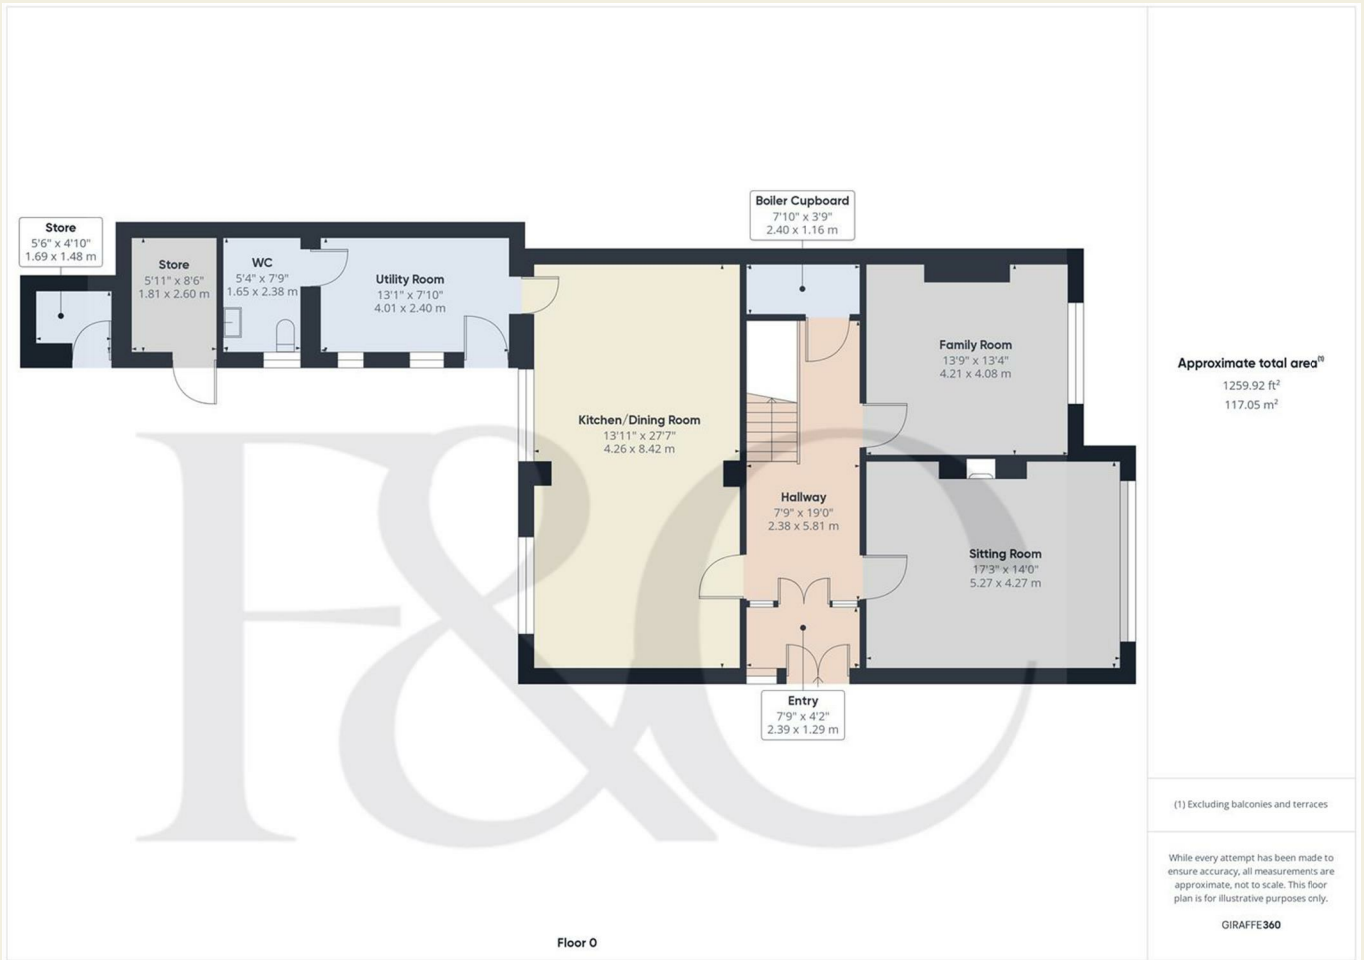 Boiler Cupboard
7'10" x 3'9"
2.40 x 1.16 m
Store
5'6" x 4'10"
1.69 x 1.48 m
Store
5'11" x 8'6"
1.81 x 2.60 m
WC
5'4" x 7'9"
1.65 x 2.38 m
Utility Room
13'1" x 7'10"
4.01 x 2.40 m
Family Room
13'9" x 13'4"
4.21 x 4.08 m
Kitchen/Dining Room
13'11" x 27'7"
4.26 x 8.42 m
Hallway
7'9" x 19'0"
2.38 x 5.81 m
Sitting Room
17'3" x 14'0"
5.27 x 4.27 m
Entry
7'9" x 4'2"
2.39 x 1.29 m
F&C
Floor 0
Approximate total area(1)
1259.92 ft²
117.05 m²
(1) Excluding balconies and terraces
While every attempt has been made to
ensure accuracy, all measurements are
approximate, not to scale. This floor
plan is for illustrative purposes only.
GIRAFFE360